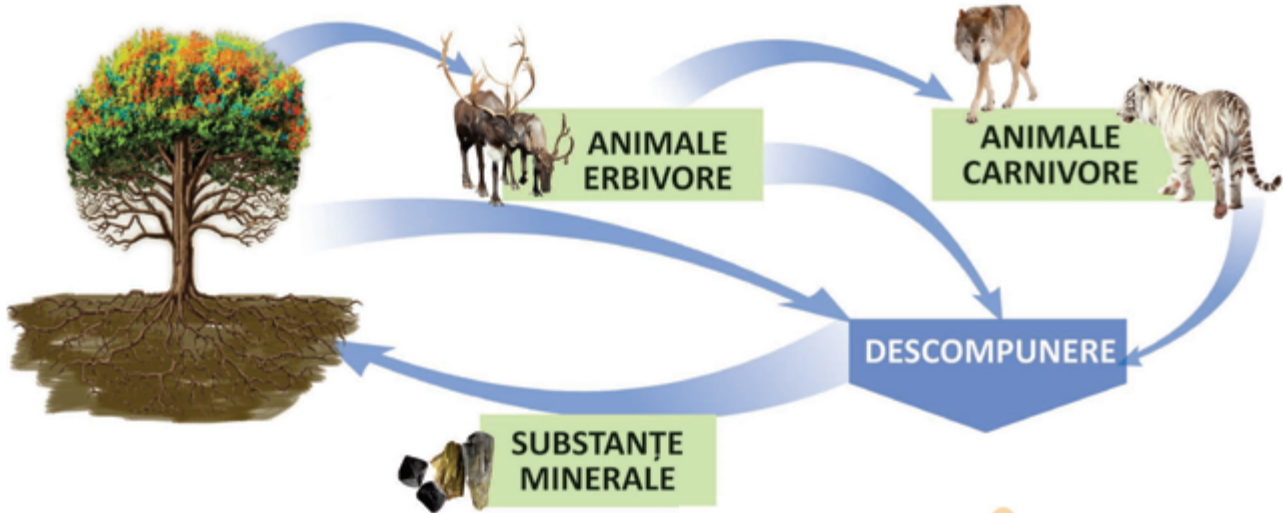 ANIMALE
ERBIVORE
ANIMALE
CARNIVORE
DESCOMPUNERE
SUBSTANȚE
MINERALE